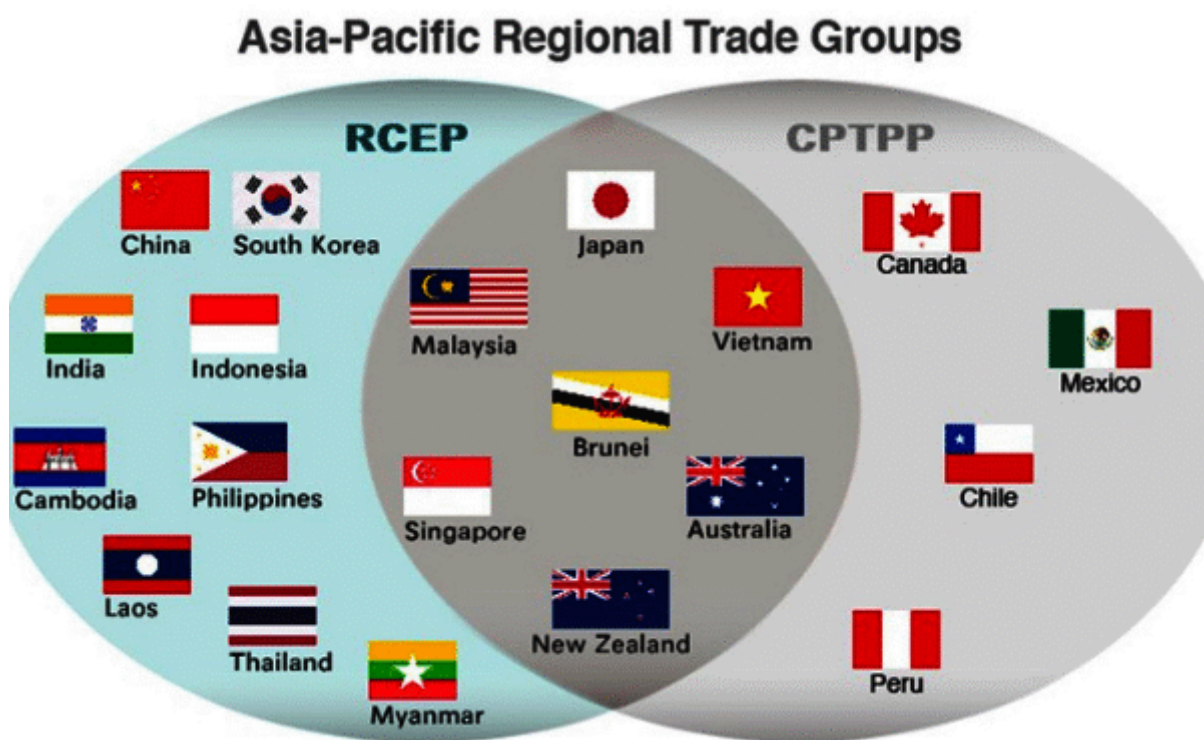 Asia-Pacific Regional Trade Groups
RCEP
CPTPP
China
South Korea
Japan
Canada
India
Indonesia
Malaysia
Vietnam
Mexico
Cambodia
Philippines
Brunei
Chile
Singapore
Australia
Laos
Thailand
New Zealand
Peru
Myanmar